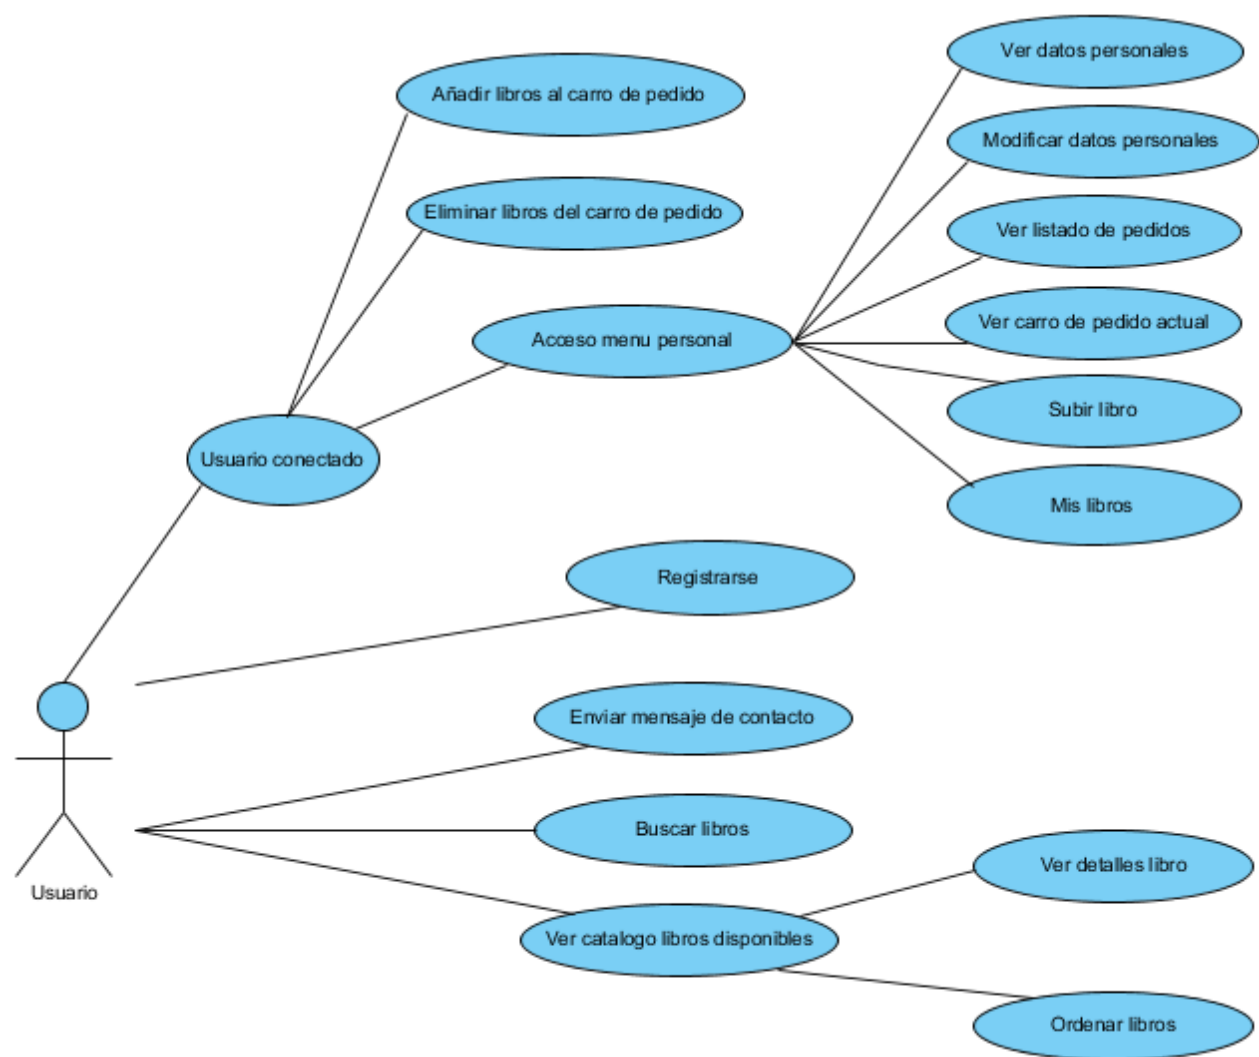 Ver datos personales
Añadir libros al carro de pedido
Modificar datos personales
Eliminar libros del carro de pedido
Ver listado de pedidos
Ver carro de pedido actual
Acceso menu personal
Subir libro
Usuario conectado
Mis libros
Registrarse
Enviar mensaje de contacto
Buscar libros
Ver detalles libro
Usuario
Ver catalogo libros disponibles
Ordenar libros